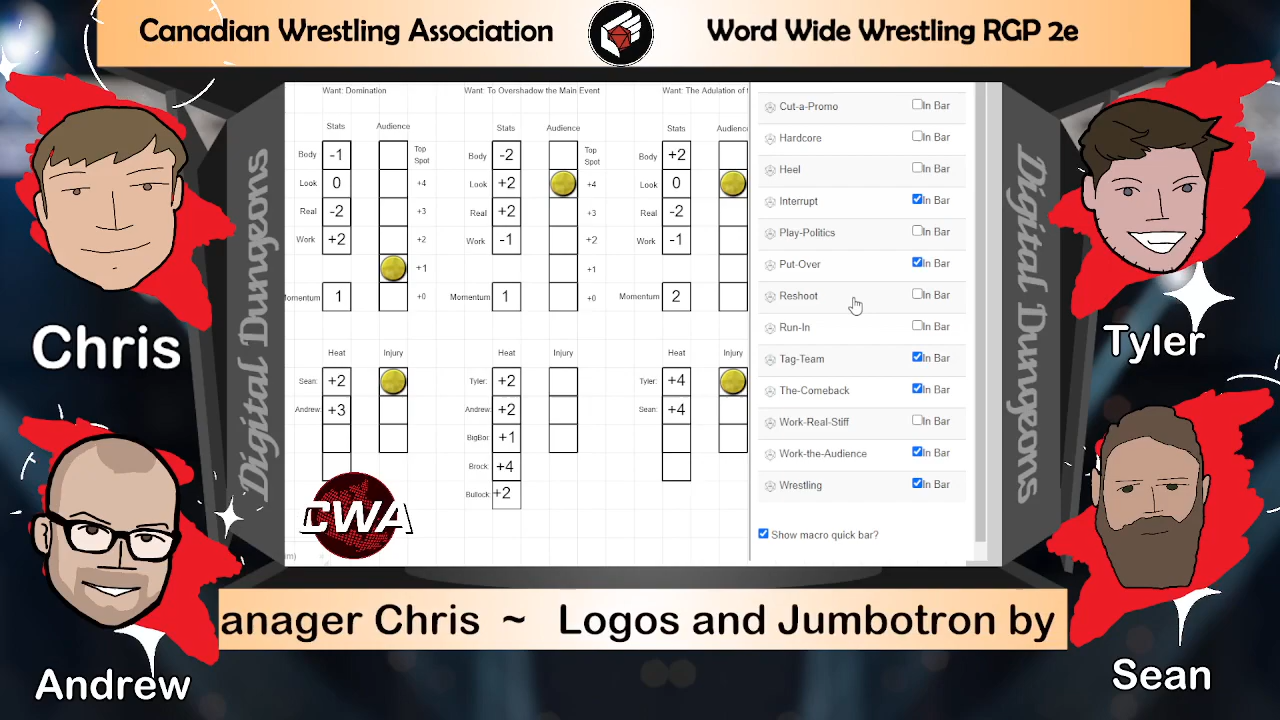 Canadian Wrestling Association
Word Wide Wrestling RGP 2e
Chris
Andrew
Tyler
Sean
Digital Dungeons
Digital Dungeons
Want: Domination
Want: To Overshadow the Main Event
Want: The Adulation of
Stats Audience
Body -1 Top Spot
Look 0 +4
Real -2 +3
Work +2 +2
+1
Momentum 1 +0
Heat Injury
Sean: +2
Andrew: +3
Stats Audience
Body -2 Top Spot
Look +2 +4
Real +2 +3
Work -1 +2
+1
Momentum 1 +0
Heat Injury
Tyler: +2
Andrew: +2
BigBor: +1
Brock: +4
Bullock: +2
Stats Audienc
Body +2
Look 0
Real -2
Work -1
Momentum 2
Heat Injury
Tyler: +4
Sean: +4
CWA
Cut-a-Promo In Bar
Hardcore In Bar
Heel In Bar
Interrupt In Bar
Play-Politics In Bar
Put-Over In Bar
Reshoot In Bar
Run-In In Bar
Tag-Team In Bar
The-Comeback In Bar
Work-Real-Stiff In Bar
Work-the-Audience In Bar
Wrestling In Bar
Show macro quick bar?
anager Chris ~ Logos and Jumbotron by